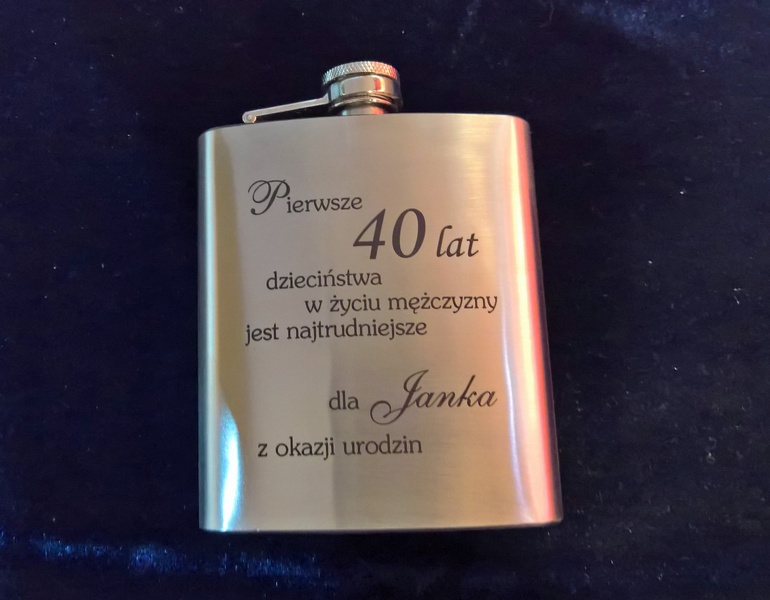 Pierwsze
40 lat
dzieciństwa
w życiu mężczyzny
jest najtrudniejsze
dla Janka
z okazji urodzin